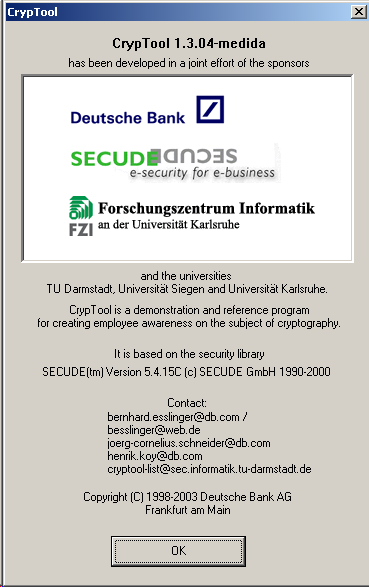 CrypTool
CrypTool 1.3.04-medida
has been developed in a joint effort of the sponsors
Deutsche Bank
SECUDE SECUDE
e-security for e-business
Forschungszentrum Informatik
FZI an der Universität Karlsruhe
and the universities
TU Darmstadt, Universität Siegen and Universität Karlsruhe.
CrypTool is a demonstration and reference program
for creating employee awareness on the subject of cryptography.
It is based on the security library
SECUDE(tm) Version 5.4.15C (c) SECUDE GmbH 1990-2000
Contact:
bernhard.esslinger@db.com /
besslinger@web.de
joerg-cornelius.schneider@db.com
henrik.koy@db.com
cryptool-list@sec.informatik.tu-darmstadt.de
Copyright (C) 1998-2003 Deutsche Bank AG
Frankfurt am Main
OK